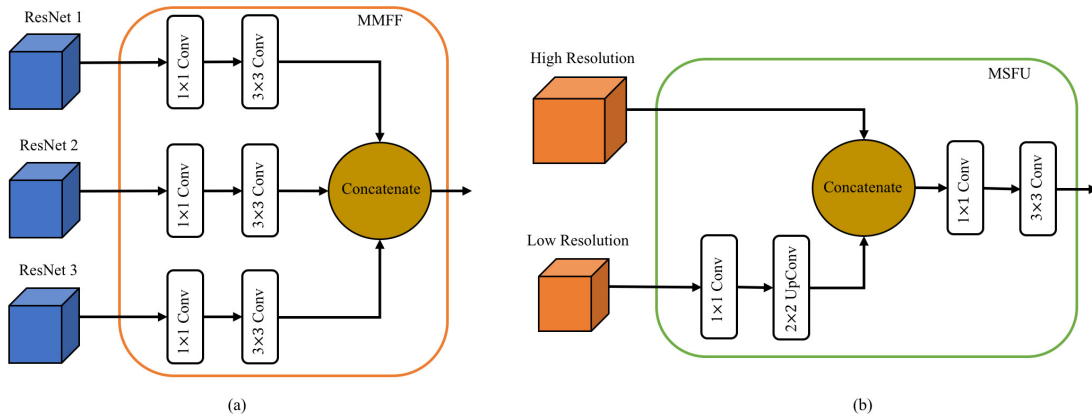 ResNet 1
MMFF
1×1 Conv
3×3 Conv
ResNet 2
1×1 Conv
3×3 Conv
Concatenate
ResNet 3
1×1 Conv
3×3 Conv
(a)
High Resolution
MSFU
Concatenate
1×1 Conv
3×3 Conv
Low Resolution
1×1 Conv
2×2 UpConv
(b)